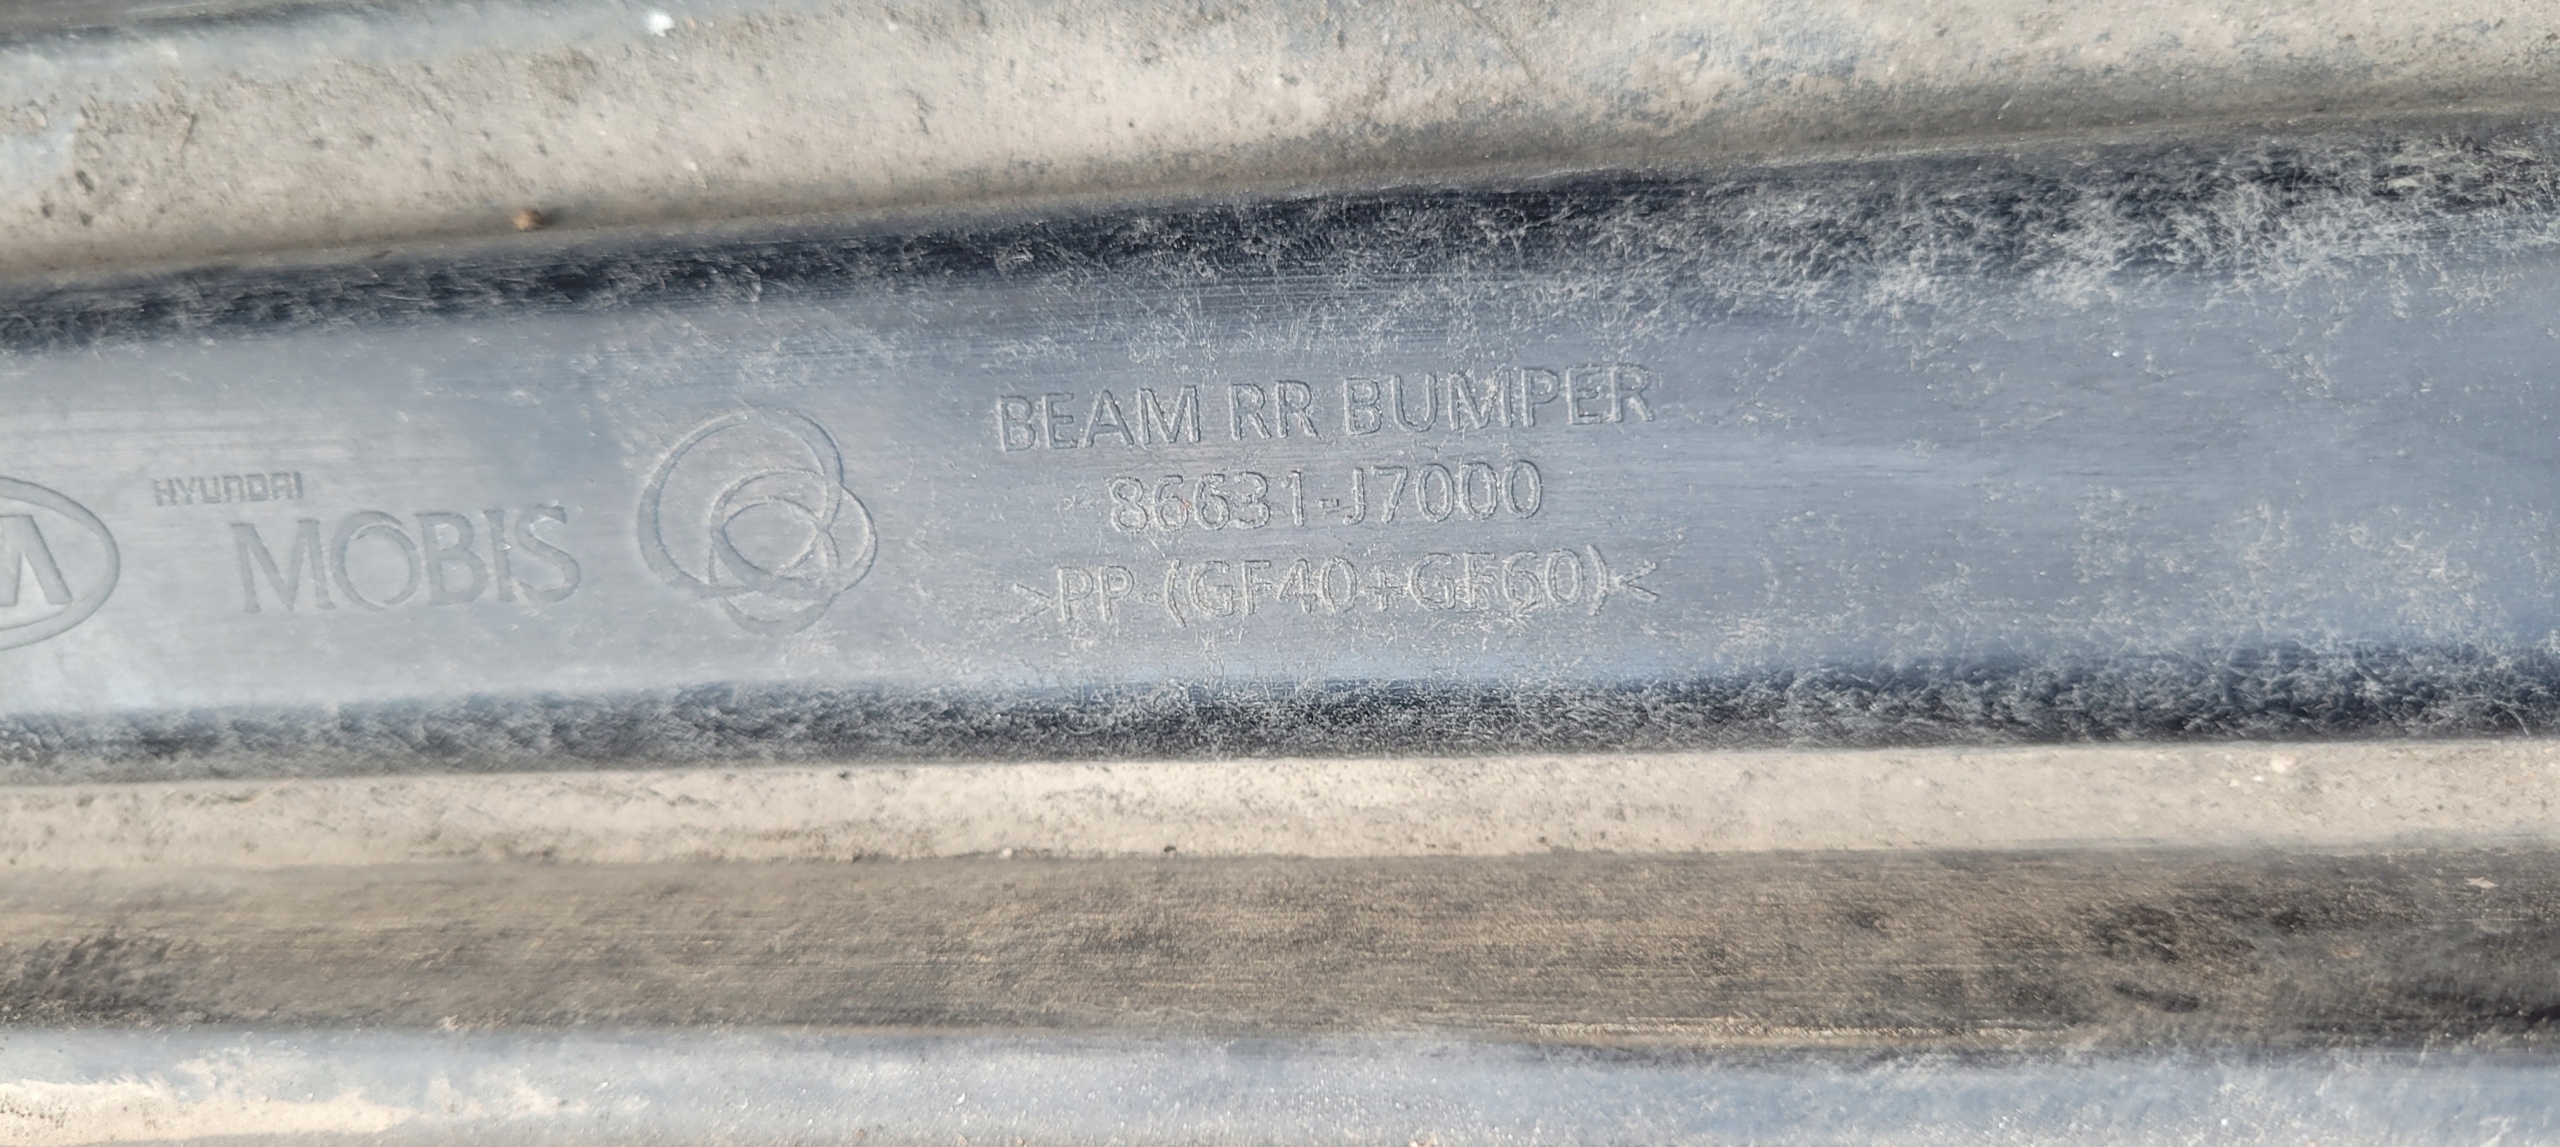 HYUNDAI
MOBIS
BEAM RR BUMPER
86631-J7000
>PP (GF40+GF60)<